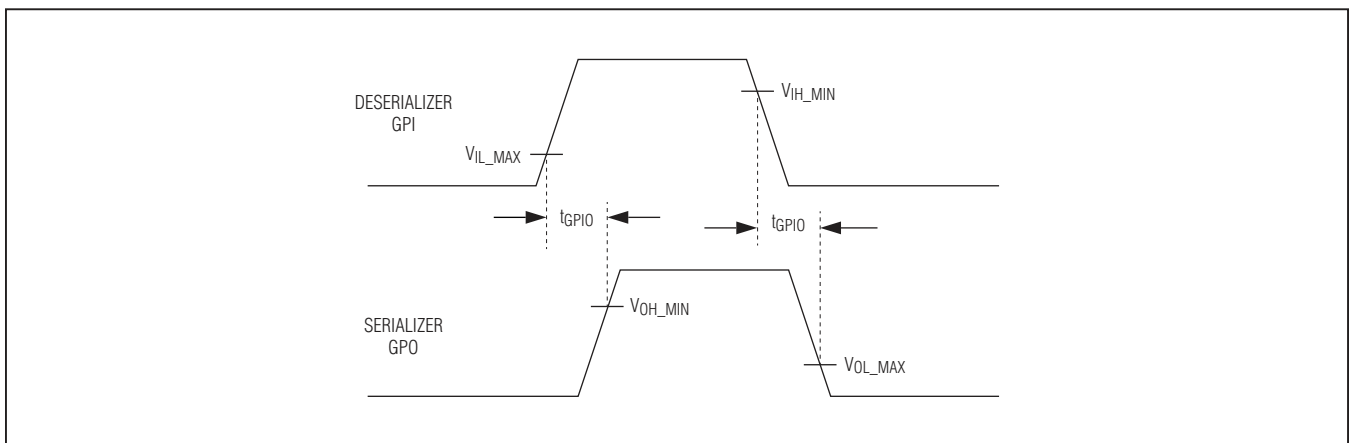 DESERIALIZER
GPI
VIH_MIN
VIL_MAX
tGPIO
tGPIO
VOH_MIN
SERIALIZER
GPO
VOL_MAX